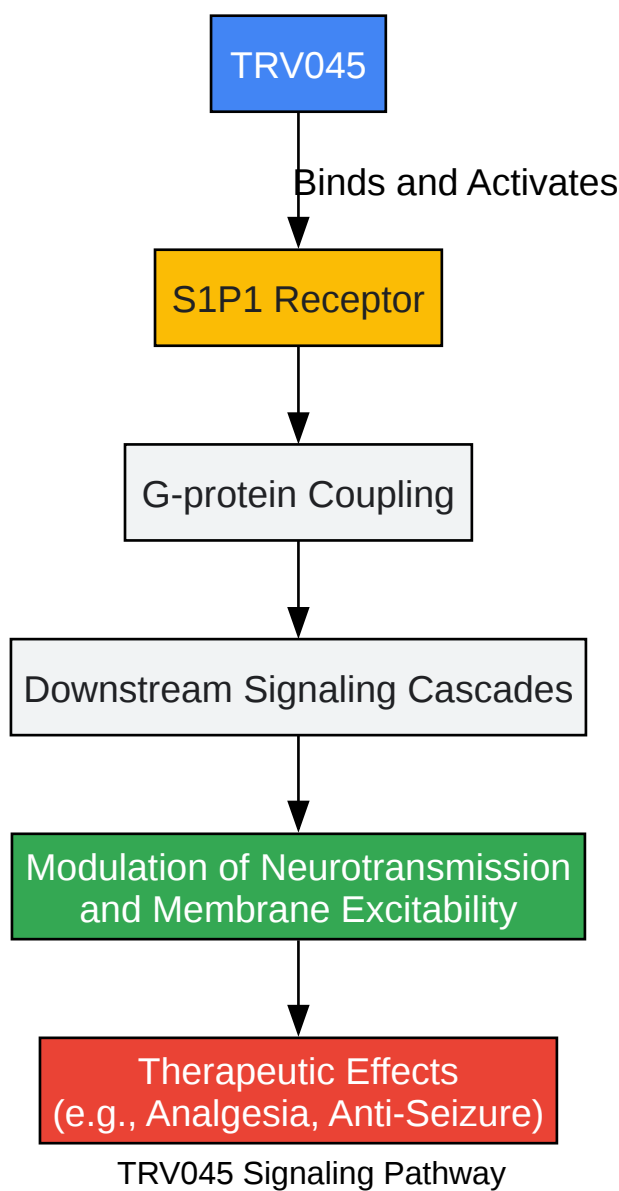 TRV045
Binds and Activates
S1P1 Receptor
G-protein Coupling
Downstream Signaling Cascades
Modulation of Neurotransmission
and Membrane Excitability
Therapeutic Effects
(e.g., Analgesia, Anti-Seizure)
TRV045 Signaling Pathway